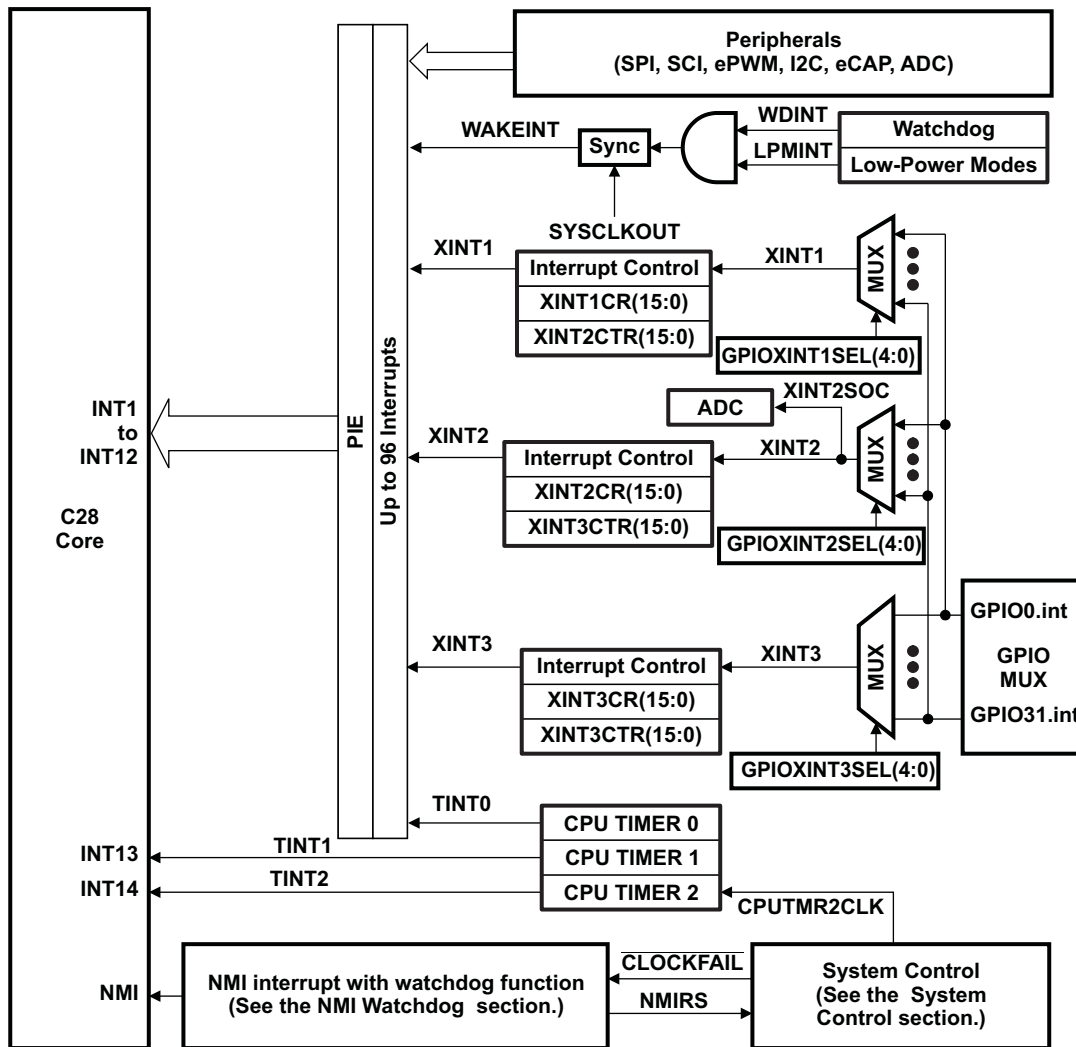 Peripherals
(SPI, SCI, ePWM, I2C, eCAP, ADC)
WDINT
Watchdog
WAKEINT
Sync
LPMINT
Low-Power Modes
SYSCLKOUT
XINT1
Interrupt Control
XINT1
MUX
XINT1CR(15:0)
XINT2CTR(15:0)
GPIOXINT1SEL(4:0)
INT1
to
INT12
C28
Core
PIE
Up to 96 Interrupts
ADC
XINT2SOC
XINT2
Interrupt Control
XINT2
MUX
XINT2CR(15:0)
XINT3CTR(15:0)
GPIOXINT2SEL(4:0)
GPIO0.int
GPIO
MUX
GPIO31.int
XINT3
Interrupt Control
XINT3
MUX
XINT3CR(15:0)
XINT3CTR(15:0)
GPIOXINT3SEL(4:0)
TINT0
CPU TIMER 0
INT13
TINT1
CPU TIMER 1
INT14
TINT2
CPU TIMER 2
CPUTMR2CLK
NMI
NMI interrupt with watchdog function
(See the NMI Watchdog section.)
CLOCKFAIL
NMIRS
System Control
(See the System
Control section.)